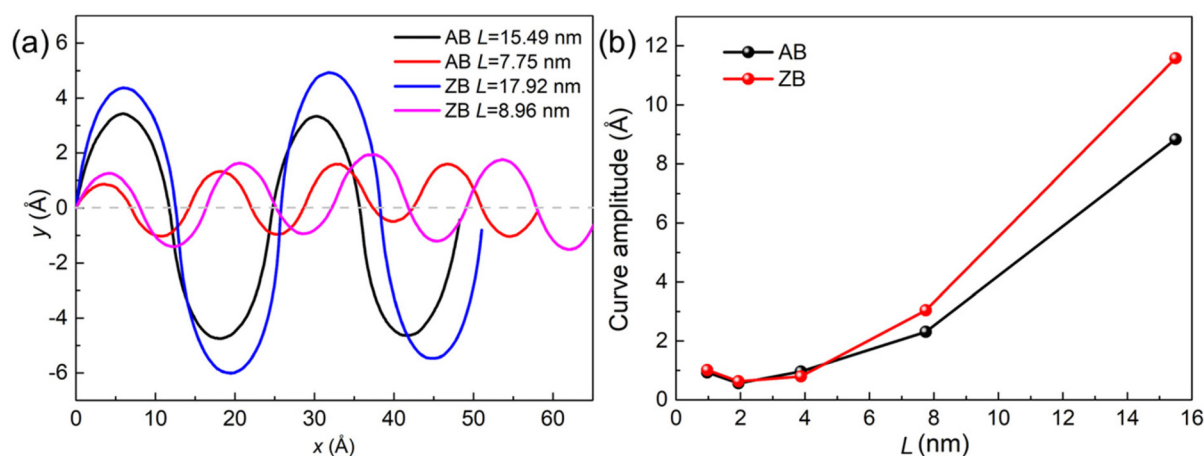 (a)
AB L=15.49 nm
AB L=7.75 nm
ZB L=17.92 nm
ZB L=8.96 nm
y (Å)
6
4
2
0
-2
-4
-6
0 10 20 30 40 50 60
x (Å)
(b)
AB
ZB
Curve amplitude (Å)
12
10
8
6
4
2
0
0 2 4 6 8 10 12 14 16
L (nm)